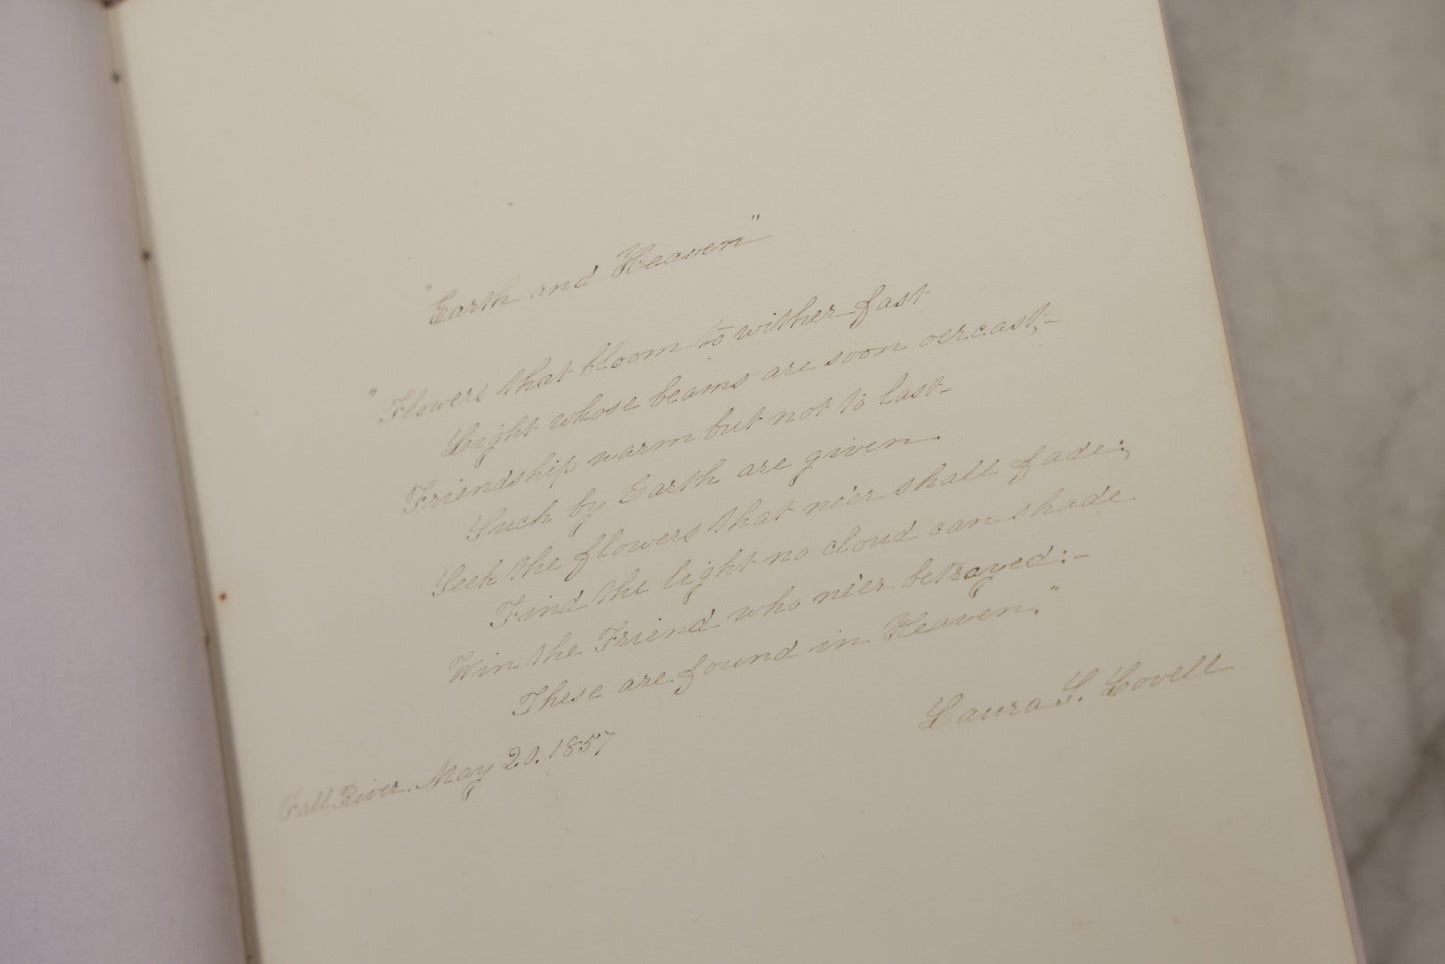 "Earth and Heaven"
"Flowers that bloom to wither fast
Light whose beams are soon oercast,–
Friendship warm but not to last–
Such by Earth are given
Seek the flowers that ne'er shall fade;
Find the light no cloud can shade
Win the Friend who ne'er betrayed:–
These are found in Heaven."
Laura S. Lovell
Fall River. May 20. 1857